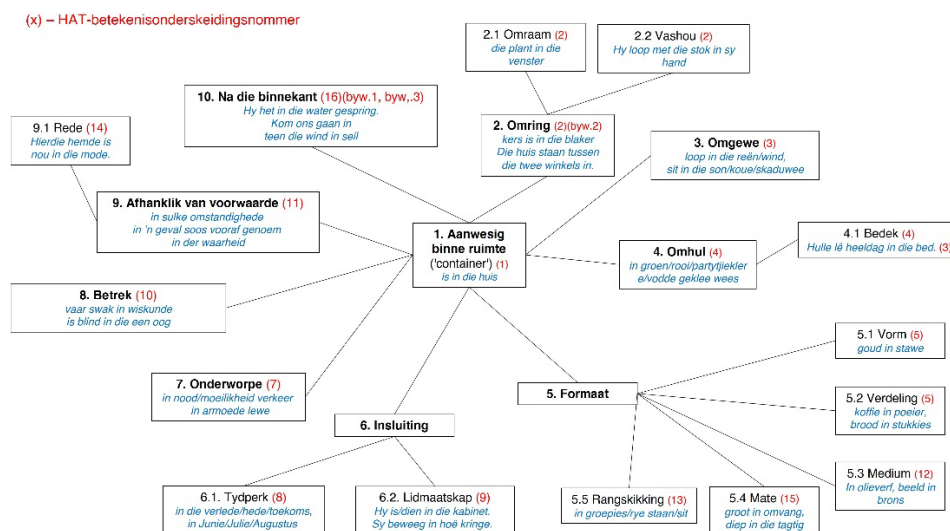 (x) – HAT-betekenisonderskeidingsnommer
2.1 Omraam (2)
die plant in die
venster
2.2 Vashou (2)
Hy loop met die stok in sy
hand
10. Na die binnekant (16)(byw.1, byw,.3)
Hy het in die water gespring.
Kom ons gaan in
teen die wind in seil
9.1 Rede (14)
Hierdie hemde is
nou in die mode.
2. Omring (2)(byw.2)
kers is in die blaker
Die huis staan tussen
die twee winkels in.
3. Omgewe (3)
loop in die reën/wind,
sit in die son/koue/skaduwee
9. Afhanklik van voorwaarde (11)
in sulke omstandighede
in 'n geval soos vooraf genoem
in der waarheid
1. Aanwesig
binne ruimte
('container') (1)
is in die huis
4. Omhul (4)
in groen/rooi/partytjiekler
e/vodde geklee wees
4.1 Bedek (4)
Hulle lê heeldag in die bed. (3)
8. Betrek (10)
vaar swak in wiskunde
is blind in die een oog
7. Onderworpe (7)
in nood/moeilikheid verkeer
in armoede lewe
6. Insluiting
5. Formaat
5.1 Vorm (5)
goud in stawe
5.2 Verdeling (5)
koffie in poeier,
brood in stukkies
5.3 Medium (12)
In olieverf, beeld in
brons
6.1. Tydperk (8)
in die verlede/hede/toekoms,
in Junie/Julie/Augustus
6.2. Lidmaatskap (9)
Hy is/dien in die kabinet.
Sy beweeg in hoë kringe.
5.5 Rangskikking (13)
in groepies/rye staan/sit
5.4 Mate (15)
groot in omvang,
diep in die tagtig